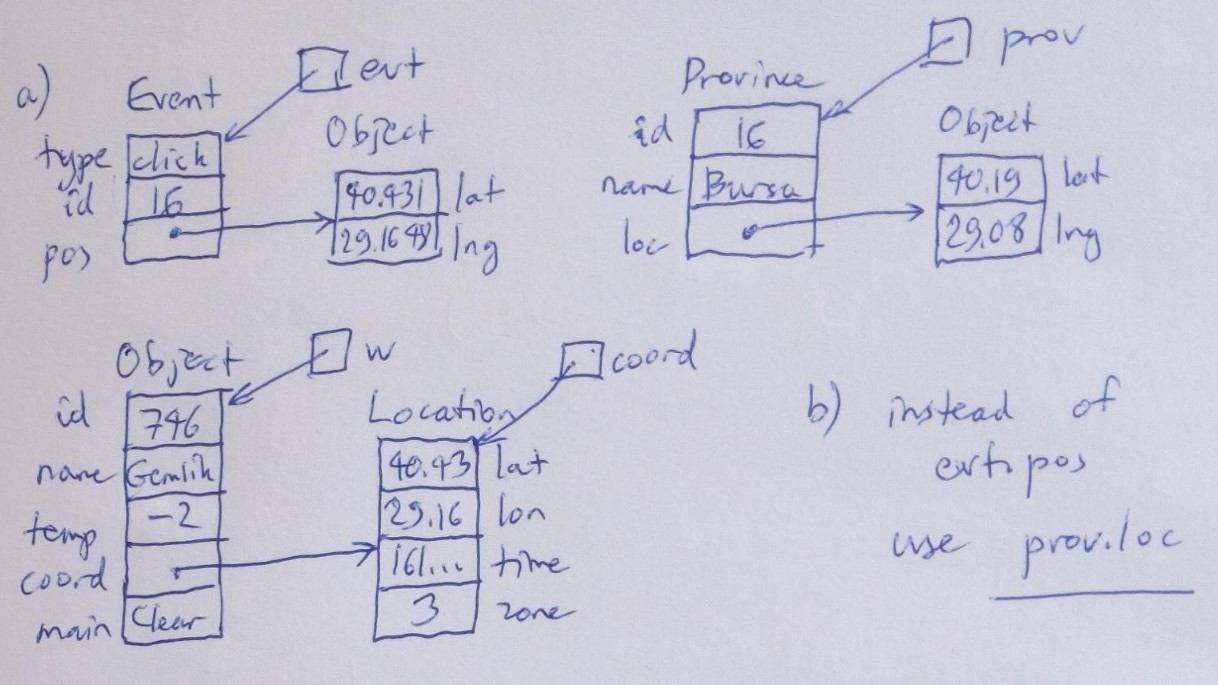 a)
Event
evt
type click
id 16
pos
Object
40.431 lat
29.1648 lng
Province
prov
id 16
name Bursa
loc
Object
40.19 lat
29.08 lng
Object
w
id 746
name Gemlik
temp -2
coord
main Clear
Location
coord
40.43 lat
29.16 lon
161... time
3 zone
b) instead of
evt.pos
use prov.loc